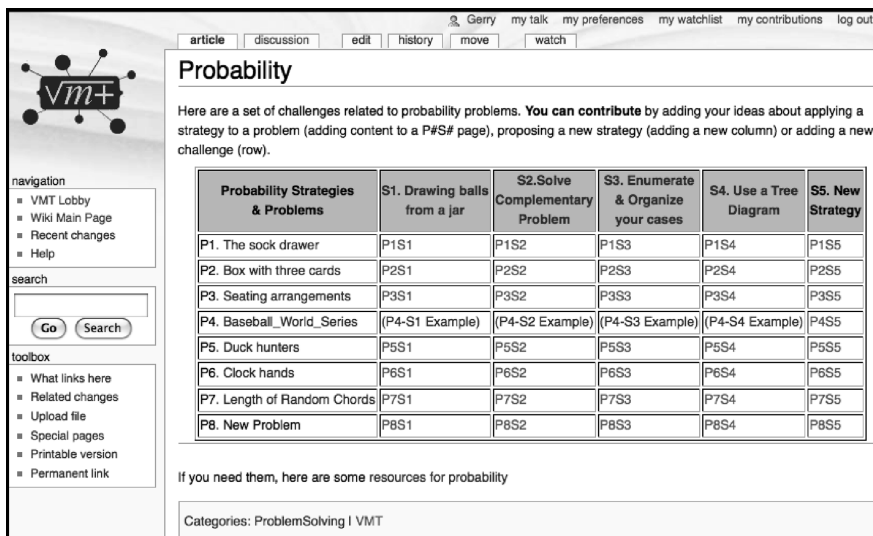 Gerry my talk my preferences my watchlist my contributions log out
article discussion edit history move watch
√m+
Probability
Here are a set of challenges related to probability problems. You can contribute by adding your ideas about applying a
strategy to a problem (adding content to a P#S# page), proposing a new strategy (adding a new column) or adding a new
challenge (row).
navigation
VMT Lobby
Wiki Main Page
Recent changes
Help
search
Go Search
toolbox
What links here
Related changes
Upload file
Special pages
Printable version
Permanent link
Probability Strategies
& Problems
S1. Drawing balls
from a jar
S2.Solve
Complementary
Problem
S3. Enumerate
& Organize
your cases
S4. Use a Tree
Diagram
S5. New
Strategy
P1. The sock drawer P1S1 P1S2 P1S3 P1S4 P1S5
P2. Box with three cards P2S1 P2S2 P2S3 P2S4 P2S5
P3. Seating arrangements P3S1 P3S2 P3S3 P3S4 P3S5
P4. Baseball_World_Series (P4-S1 Example) (P4-S2 Example) (P4-S3 Example) (P4-S4 Example) P4S5
P5. Duck hunters P5S1 P5S2 P5S3 P5S4 P5S5
P6. Clock hands P6S1 P6S2 P6S3 P6S4 P6S5
P7. Length of Random Chords P7S1 P7S2 P7S3 P7S4 P7S5
P8. New Problem P8S1 P8S2 P8S3 P8S4 P8S5
If you need them, here are some resources for probability
Categories: ProblemSolving | VMT